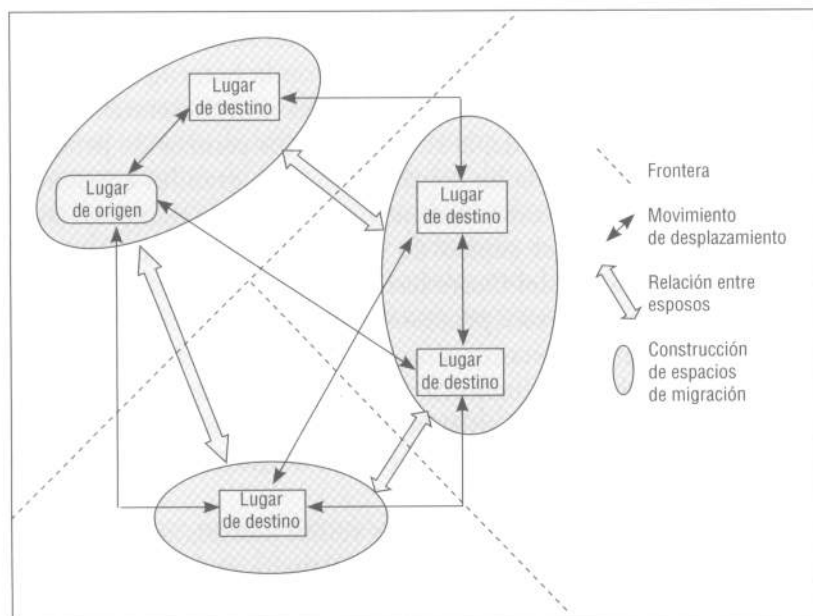 Lugar
de destino
Lugar
de origen
Lugar
de destino
Lugar
de destino
Lugar
de destino
Frontera
Movimiento
de desplazamiento
Relación entre
esposos
Construcción
de espacios
de migración